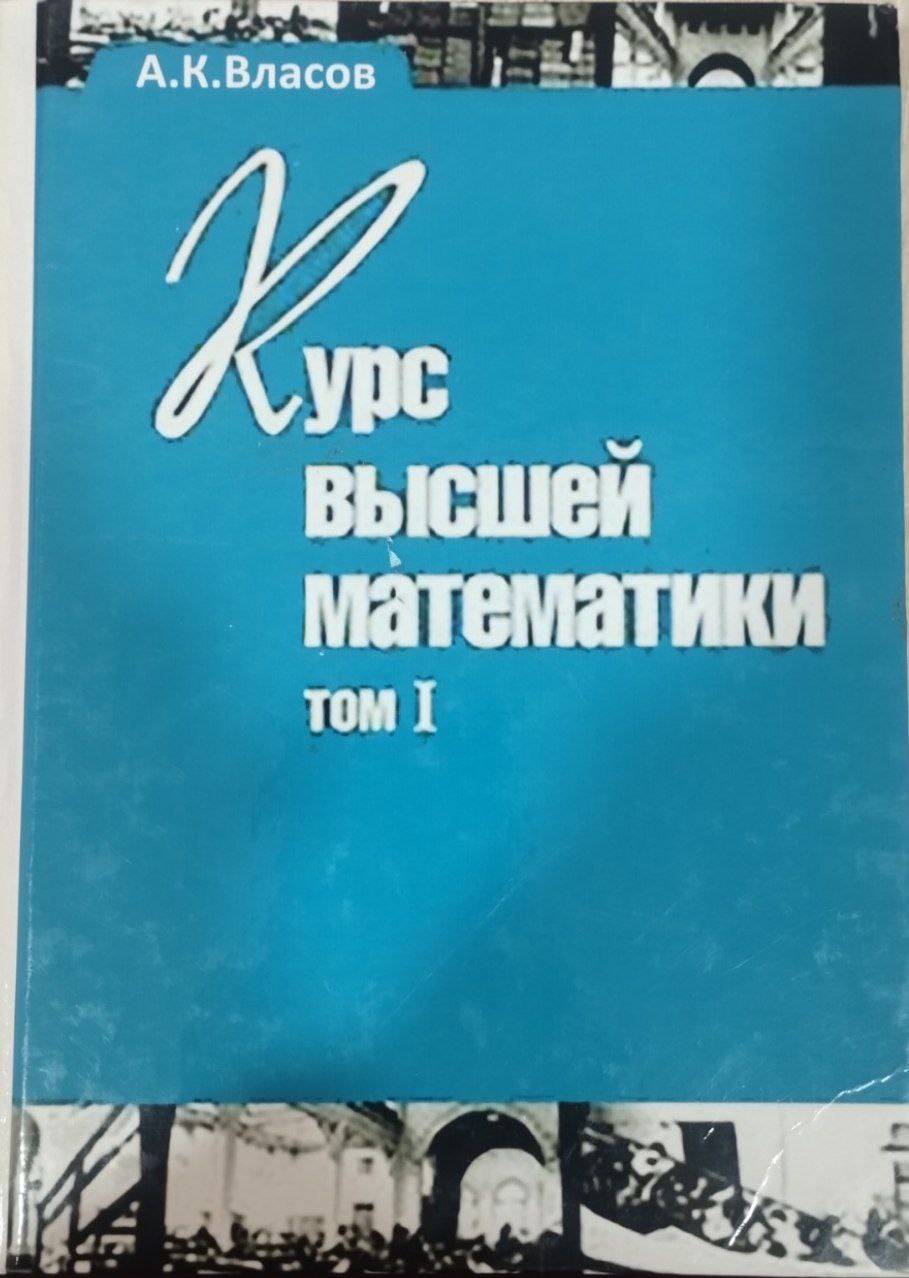 А.К.Власов
Курс
высшей
математики
том I